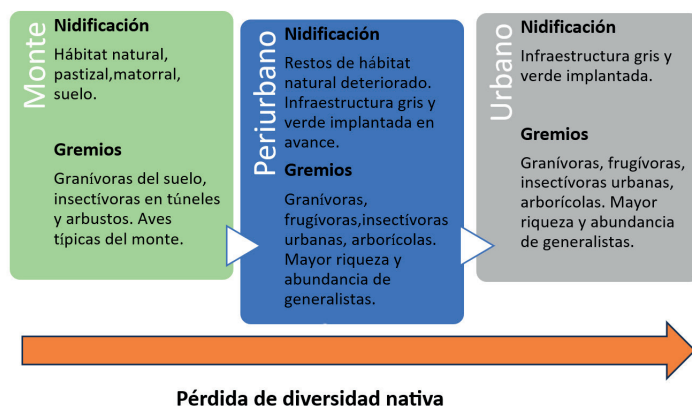 Monte
Nidificación
Hábitat natural,
pastizal,matorral,
suelo.
Gremios
Granívoras del suelo,
insectívoras en túneles
y arbustos. Aves
típicas del monte.
Periurbano
Nidificación
Restos de hábitat
natural deteriorado.
Infraestructura gris y
verde implantada en
avance.
Gremios
Granívoras,
frugívoras,insectívoras
urbanas, arborícolas.
Mayor riqueza y
abundancia de
generalistas.
Urbano
Nidificación
Infraestructura gris y
verde implantada.
Gremios
Granívoras, frugívoras,
insectívoras urbanas,
arborícolas. Mayor
riqueza y abundancia
de generalistas.
Pérdida de diversidad nativa